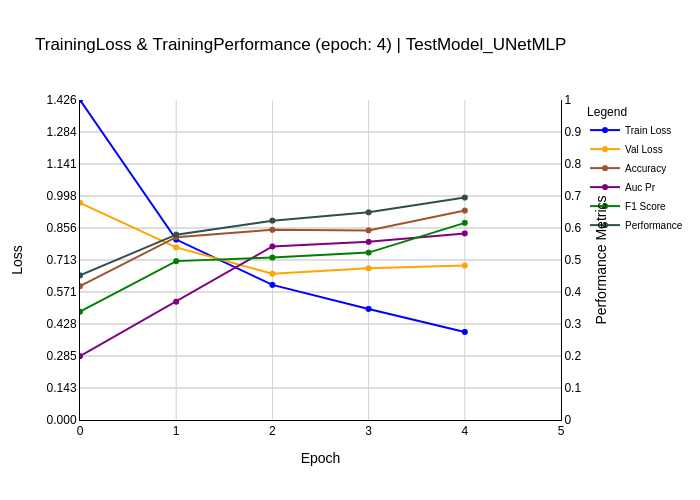 TrainingLoss & TrainingPerformance (epoch: 4) | TestModel_UNetMLP
1.426
1.284
1.141
0.998
0.856
0.713
0.571
0.428
0.285
0.143
0.000
Loss
0
1
2
3
4
5
Epoch
1
0.9
0.8
0.7
0.6
0.5
0.4
0.3
0.2
0.1
0
Performance Metrics
Legend
Train Loss
Val Loss
Accuracy
Auc Pr
F1 Score
Performance